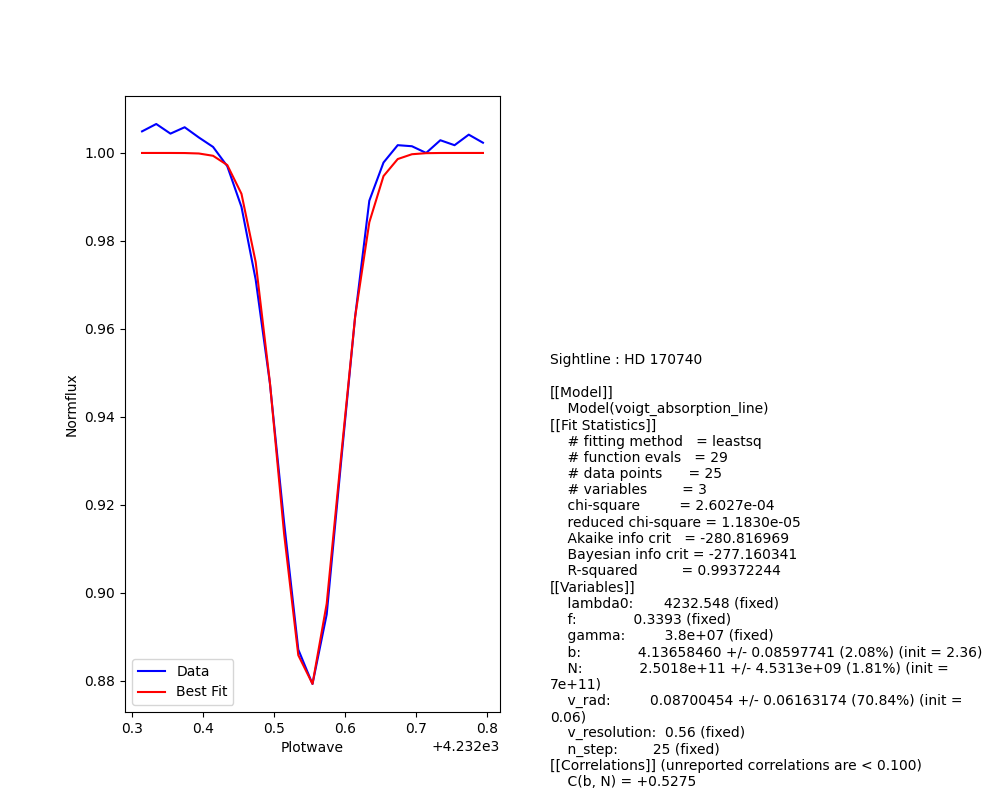 1.00
0.98
0.96
0.94
0.92
0.90
0.88
Normflux
Data
Best Fit
0.3 0.4 0.5 0.6 0.7 0.8
Plotwave
+4.232e3
Sightline : HD 170740
[[Model]]
Model(voigt_absorption_line)
[[Fit Statistics]]
# fitting method = leastsq
# function evals = 29
# data points = 25
# variables = 3
chi-square = 2.6027e-04
reduced chi-square = 1.1830e-05
Akaike info crit = -280.816969
Bayesian info crit = -277.160341
R-squared = 0.99372244
[[Variables]]
lambda0: 4232.548 (fixed)
f: 0.3393 (fixed)
gamma: 3.8e+07 (fixed)
b: 4.13658460 +/- 0.08597741 (2.08%) (init = 2.36)
N: 2.5018e+11 +/- 4.5313e+09 (1.81%) (init =
7e+11)
v_rad: 0.08700454 +/- 0.06163174 (70.84%) (init =
0.06)
v_resolution: 0.56 (fixed)
n_step: 25 (fixed)
[[Correlations]] (unreported correlations are < 0.100)
C(b, N) = +0.5275